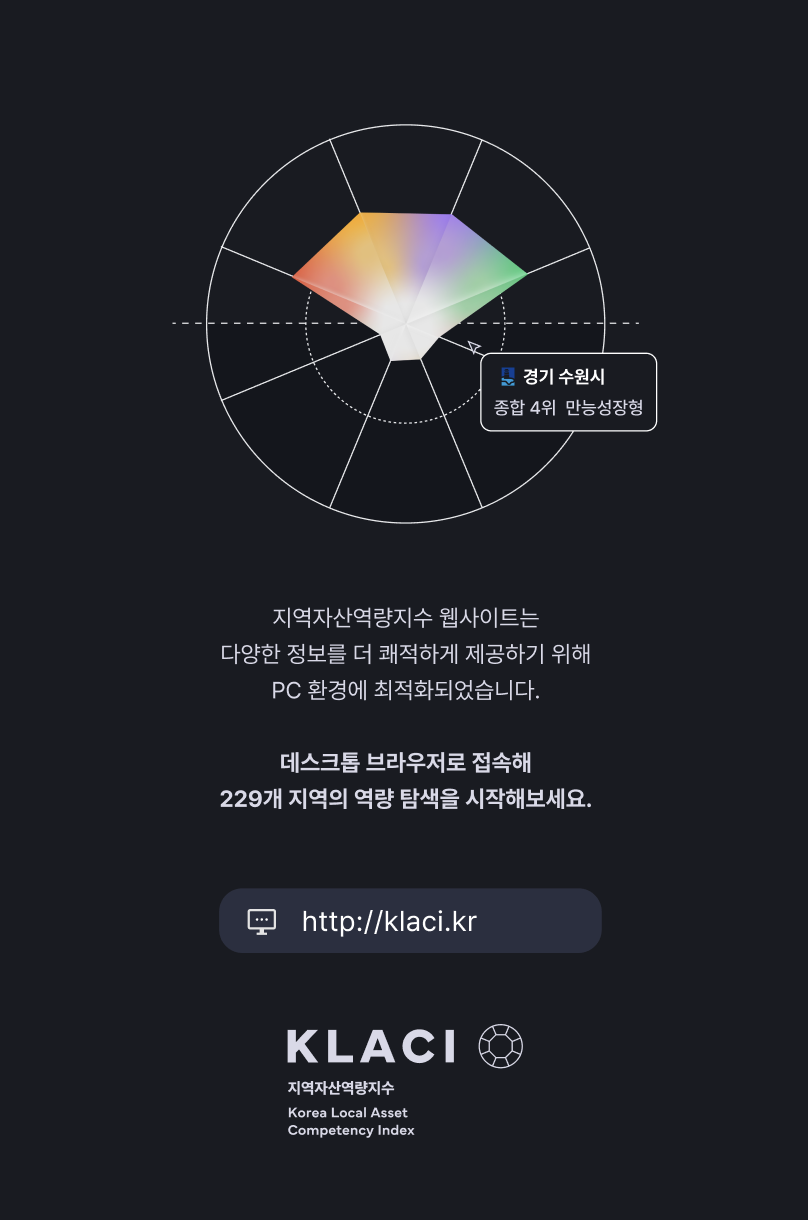 경기 수원시
종합 4위 만능성장형
지역자산역량지수 웹사이트는
다양한 정보를 더 쾌적하게 제공하기 위해
PC 환경에 최적화되었습니다.
데스크톱 브라우저로 접속해
229개 지역의 역량 탐색을 시작해보세요.
http://klaci.kr
KLACI
지역자산역량지수
Korea Local Asset
Competency Index